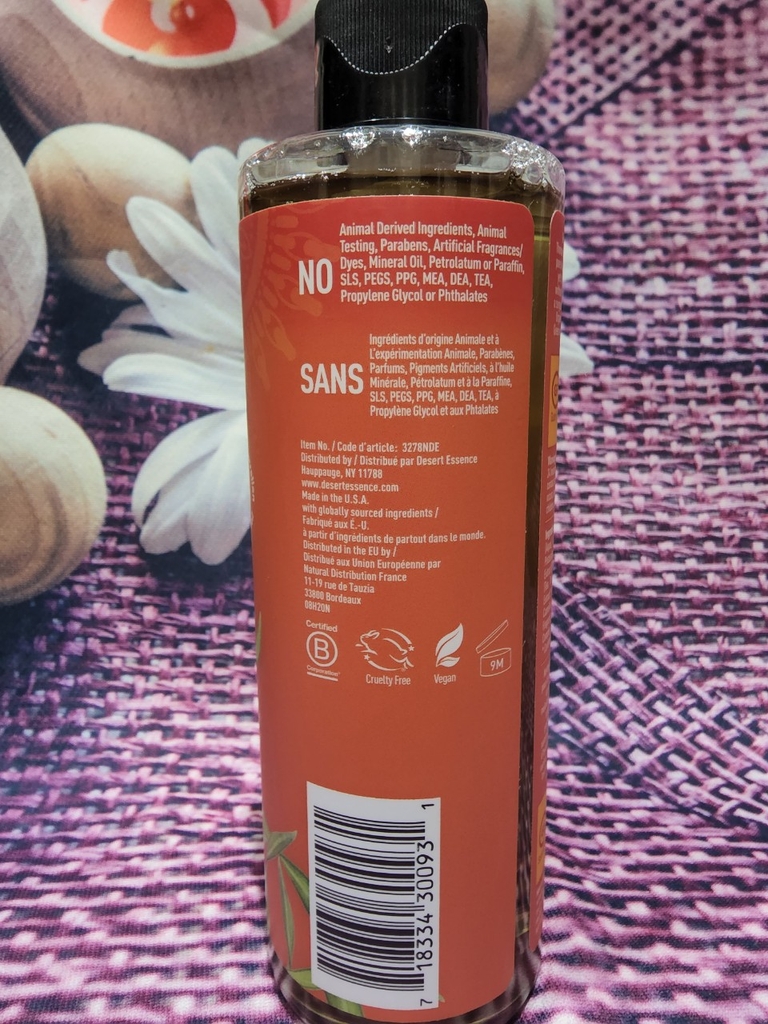 NO
Animal Derived Ingredients, Animal
Testing, Parabens, Artificial Fragrances/
Dyes, Mineral Oil, Petrolatum or Paraffin,
SLS, PEGS, PPG, MEA, DEA, TEA,
Propylene Glycol or Phthalates
SANS
Ingrédients d'origine Animale et à
L'expérimentation Animale, Parabènes,
Parfums, Pigments Artificiels, à l'huile
Minérale, Pétrolatum et à la Paraffine,
SLS, PEGS, PPG, MEA, DEA, TEA, à
Propylène Glycol et aux Phtalates
Item No. / Code d'article: 3278NDE
Distributed by / Distribué par Desert Essence
Hauppauge, NY 11788
www.desertessence.com
Made in the U.S.A.
with globally sourced ingredients /
Fabriqué aux É.-U.
à partir d'ingrédients de partout dans le monde.
Distributed in the EU by /
Distribué aux Union Européenne par
Natural Distribution France
11-19 rue de Tauzia
33800 Bordeaux
08H20N
Certified
B
Corporation
Cruelty Free
Vegan
9M
7 18334 30093 1